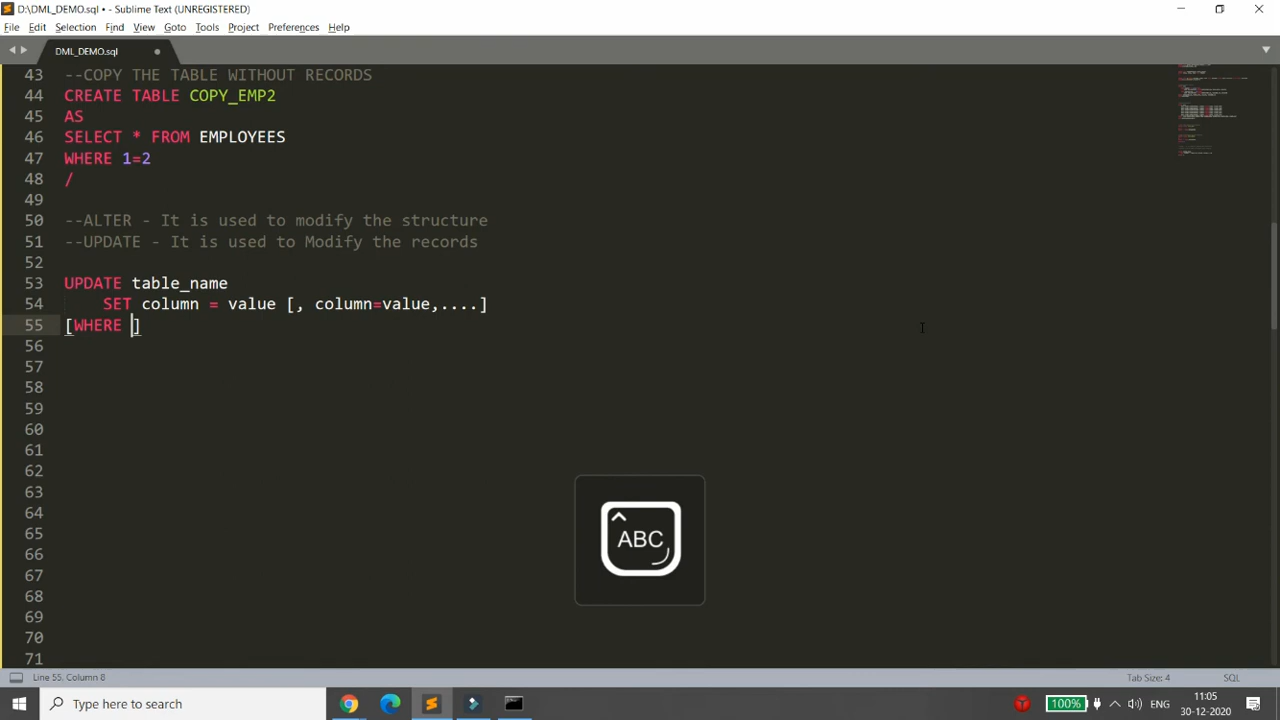 D:\DML_DEMO.sql • - Sublime Text (UNREGISTERED)
File Edit Selection Find View Goto Tools Project Preferences Help
DML_DEMO.sql
43 --COPY THE TABLE WITHOUT RECORDS
44 CREATE TABLE COPY_EMP2
45 AS
46 SELECT * FROM EMPLOYEES
47 WHERE 1=2
48 /
49
50 --ALTER - It is used to modify the structure
51 --UPDATE - It is used to Modify the records
52
53 UPDATE table_name
54 SET column = value [, column=value,....]
55 [WHERE ]
56
57
58
59
60
61
62
63
64
65
66
67
68
69
70
71
ABC
Line 55, Column 8
Tab Size: 4
SQL
Type here to search
100%
ENG
11:05
30-12-2020